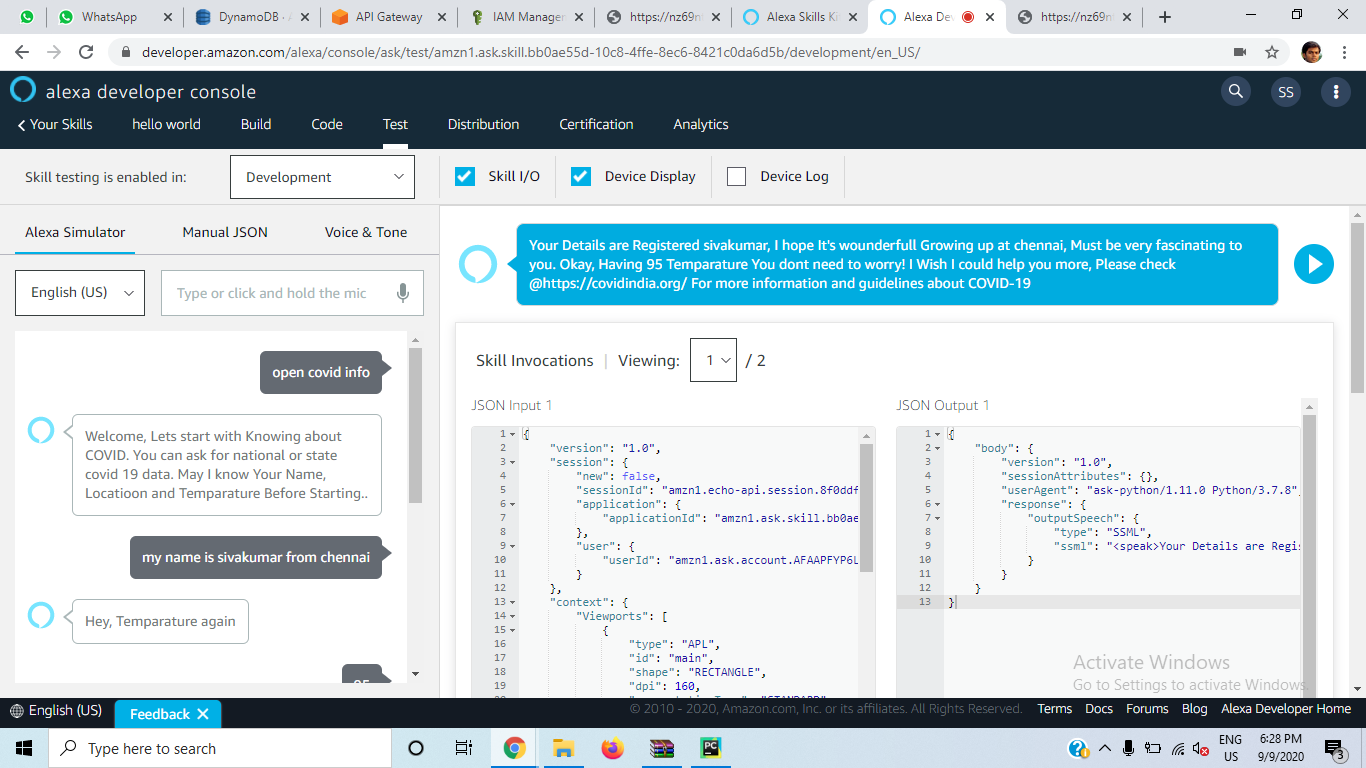 WhatsApp
DynamoDB ·
API Gateway
IAM Manager
https://nz69n
Alexa Skills Ki
Alexa Dev
https://nz69n
developer.amazon.com/alexa/console/ask/test/amzn1.ask.skill.bb0ae55d-10c8-4ffe-8ec6-8421c0da6d5b/development/en_US/
alexa developer console
SS
Your Skills
hello world
Build
Code
Test
Distribution
Certification
Analytics
Skill testing is enabled in:
Development
Skill I/O
Device Display
Device Log
Alexa Simulator
Manual JSON
Voice & Tone
English (US)
Type or click and hold the mic
open covid info
Welcome, Lets start with Knowing about
COVID. You can ask for national or state
covid 19 data. May I know Your Name,
Locatioon and Temparature Before Starting..
my name is sivakumar from chennai
Hey, Temparature again
95
Your Details are Registered sivakumar, I hope It's wounderfull Growing up at chennai, Must be very fascinating to
you. Okay, Having 95 Temparature You dont need to worry! I Wish I could help you more, Please check
@https://covidindia.org/ For more information and guidelines about COVID-19
Skill Invocations | Viewing: 1 / 2
JSON Input 1
1 {
2 "version": "1.0",
3 "session": {
4 "new": false,
5 "sessionId": "amzn1.echo-api.session.8f0ddf
6 "application": {
7 "applicationId": "amzn1.ask.skill.bb0ae
8 },
9 "user": {
10 "userId": "amzn1.ask.account.AFAAPFYP6L
11 }
12 },
13 "context": {
14 "Viewports": [
15 {
16 "type": "APL",
17 "id": "main",
18 "shape": "RECTANGLE",
19 "dpi": 160,
JSON Output 1
1 {
2 "body": {
3 "version": "1.0",
4 "sessionAttributes": {},
5 "userAgent": "ask-python/1.11.0 Python/3.7.8",
6 "response": {
7 "outputSpeech": {
8 "type": "SSML",
9 "ssml": "<speak>Your Details are Regis
10 }
11 }
12 }
13 }
Activate Windows
Go to Settings to activate Windows.
English (US)
Feedback
© 2010 - 2020, Amazon.com, Inc. or its affiliates. All Rights Reserved.
Terms
Docs
Forums
Blog
Alexa Developer Home
Type here to search
PC
ENG
US
6:28 PM
9/9/2020
3